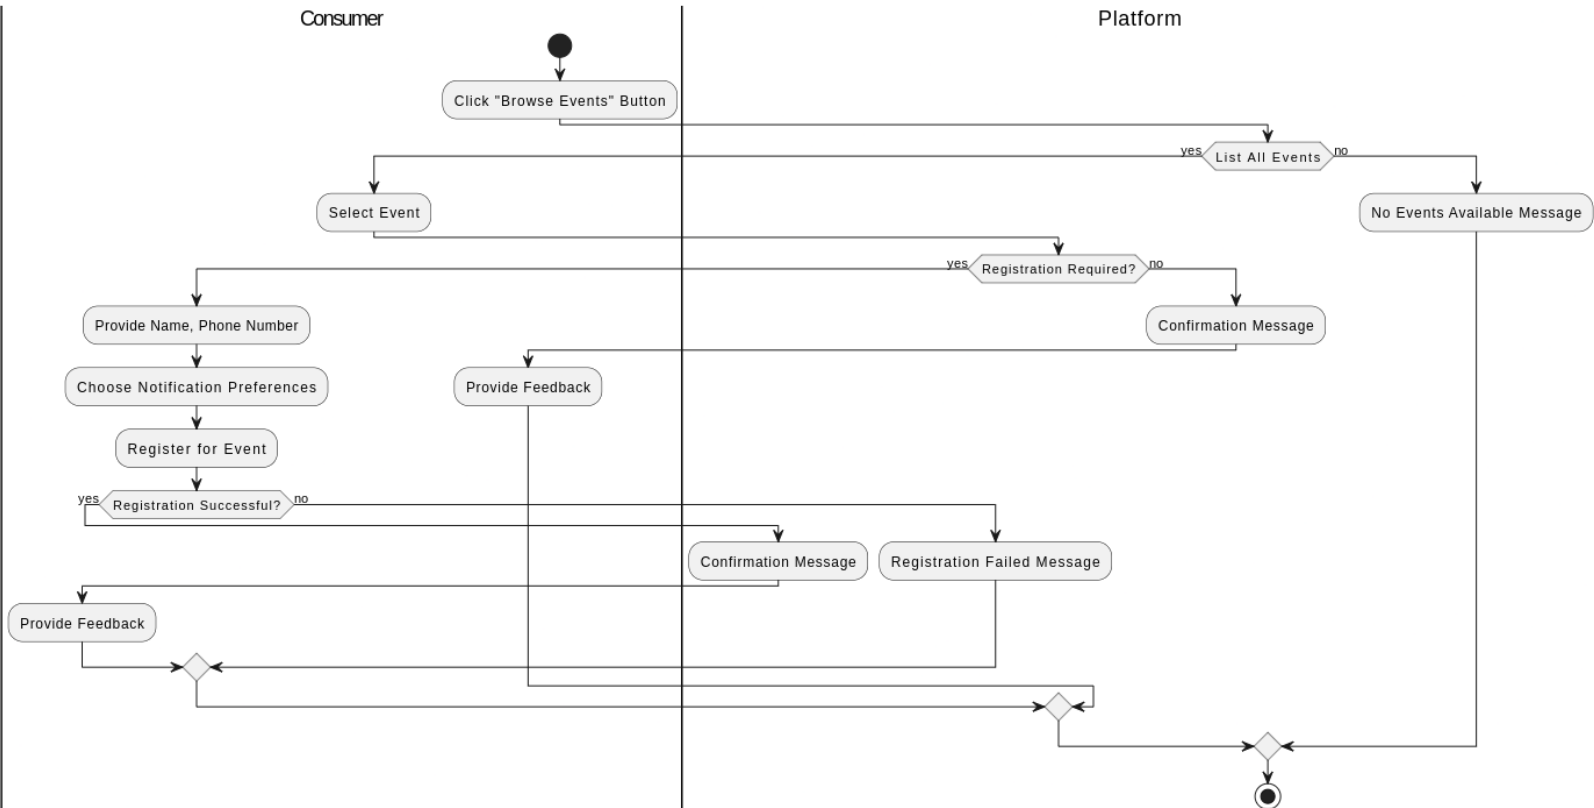 Consumer
Platform
Click "Browse Events" Button
yes
List All Events
no
Select Event
No Events Available Message
yes
Registration Required?
no
Provide Name, Phone Number
Confirmation Message
Choose Notification Preferences
Provide Feedback
Register for Event
yes
Registration Successful?
no
Confirmation Message
Registration Failed Message
Provide Feedback